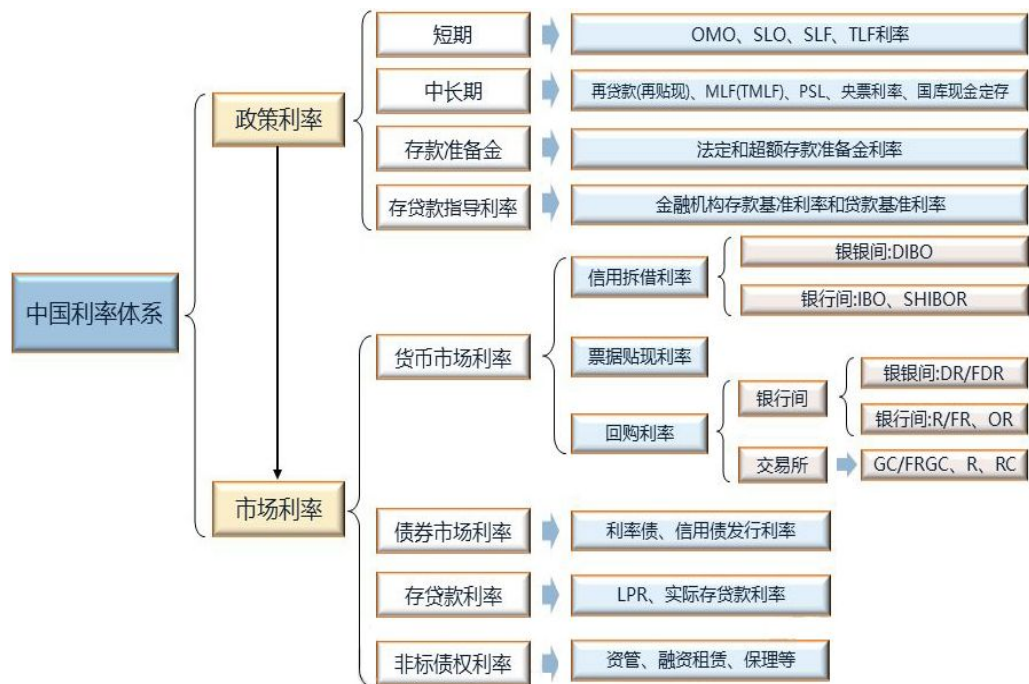 中国利率体系
政策利率
短期
OMO、SLO、SLF、TLF利率
中长期
再贷款(再贴现)、MLF(TMLF)、PSL、央票利率、国库现金定存
存款准备金
法定和超额存款准备金利率
存贷款指导利率
金融机构存款基准利率和贷款基准利率
市场利率
货币市场利率
信用拆借利率
银银间:DIBO
银行间:IBO、SHIBOR
票据贴现利率
回购利率
银行间
银银间:DR/FDR
银行间:R/FR、OR
交易所
GC/FRGC、R、RC
债券市场利率
利率债、信用债发行利率
存贷款利率
LPR、实际存贷款利率
非标债权利率
资管、融资租赁、保理等